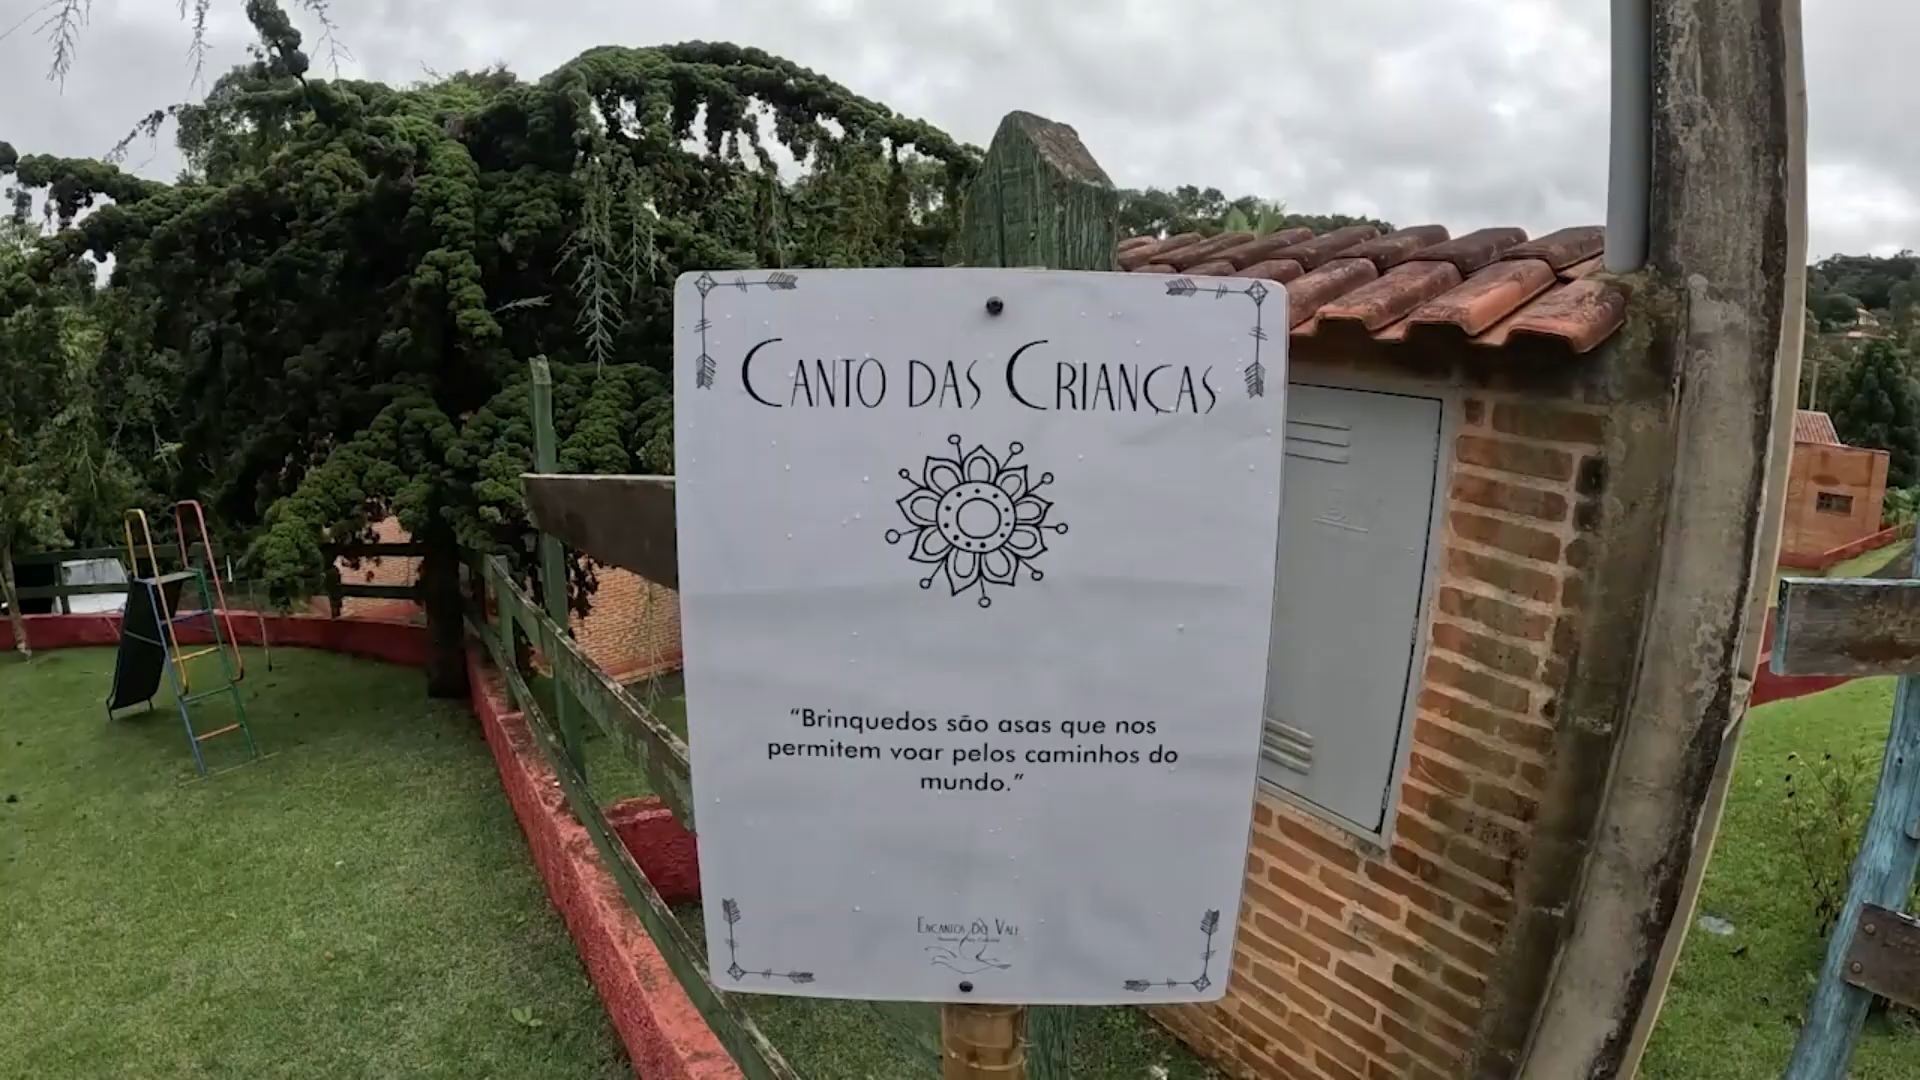 CANTO DAS CRIANÇAS
“Brinquedos são asas que nos
permitem voar pelos caminhos do
mundo.”
ENCANTOS DO VALE